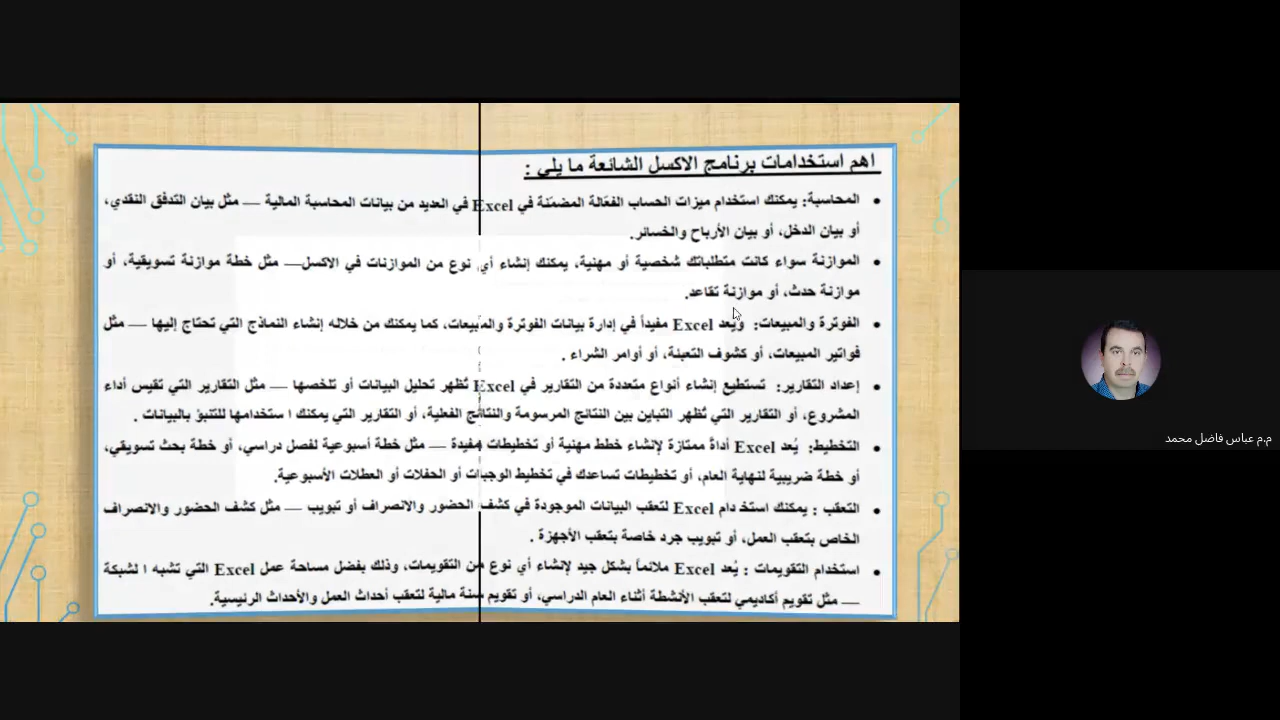 اهم استخدامات برنامج الاكسل الشائعة ما يلي :
• المحاسبة: يمكنك استخدام ميزات الحساب الفعّالة المضمّنة في Excel في العديد من بيانات المحاسبة المالية — مثل بيان التدفق النقدي،
أو بيان الدخل، أو بيان الأرباح والخسائر.
• الموازنة سواء كانت متطلباتك شخصية أو مهنية، يمكنك إنشاء أي نوع من الموازنات في الاكسل— مثل خطة موازنة تسويقية، أو
موازنة حدث، أو موازنة تقاعد.
• الفوترة والمبيعات: ويُعد Excel مفيداً في إدارة بيانات الفوترة والمبيعات، كما يمكنك من خلاله إنشاء النماذج التي تحتاج إليها — مثل
فواتير المبيعات، أو كشوف التعبئة، أو أوامر الشراء .
• إعداد التقارير: تستطيع إنشاء أنواع متعددة من التقارير في Excel تُظهر تحليل البيانات أو تلخصها — مثل التقارير التي تقيس أداء
المشروع، أو التقارير التي تُظهر التباين بين النتائج المرسومة والنتائج الفعلية، أو التقارير التي يمكنك ا ستخدامها للتنبؤ بالبيانات .
• التخطيط: يُعد Excel أداةً ممتازة لإنشاء خطط مهنية أو تخطيطات مفيدة — مثل خطة أسبوعية لفصل دراسي، أو خطة بحث تسويقي،
أو خطة ضريبية لنهاية العام، أو تخطيطات تساعدك في تخطيط الوجبات أو الحفلات أو العطلات الأسبوعية.
• التعقب : يمكنك استخ دام Excel لتعقب البيانات الموجودة في كشف الحضور والانصراف أو تبويب — مثل كشف الحضور والانصراف
الخاص بتعقب العمل، أو تبويب جرد خاصة بتعقب الأجهزة .
• استخدام التقويمات : يُعد Excel ملائماً بشكل جيد لإنشاء أي نوع من التقويمات، وذلك بفضل مساحة عمل Excel التي تشبه ا لشبكة
— مثل تقويم أكاديمي لتعقب الأنشطة أثناء العام الدراسي، أو تقويم سنة مالية لتعقب أحداث العمل والأحداث الرئيسية.
م.م عباس فاضل محمد